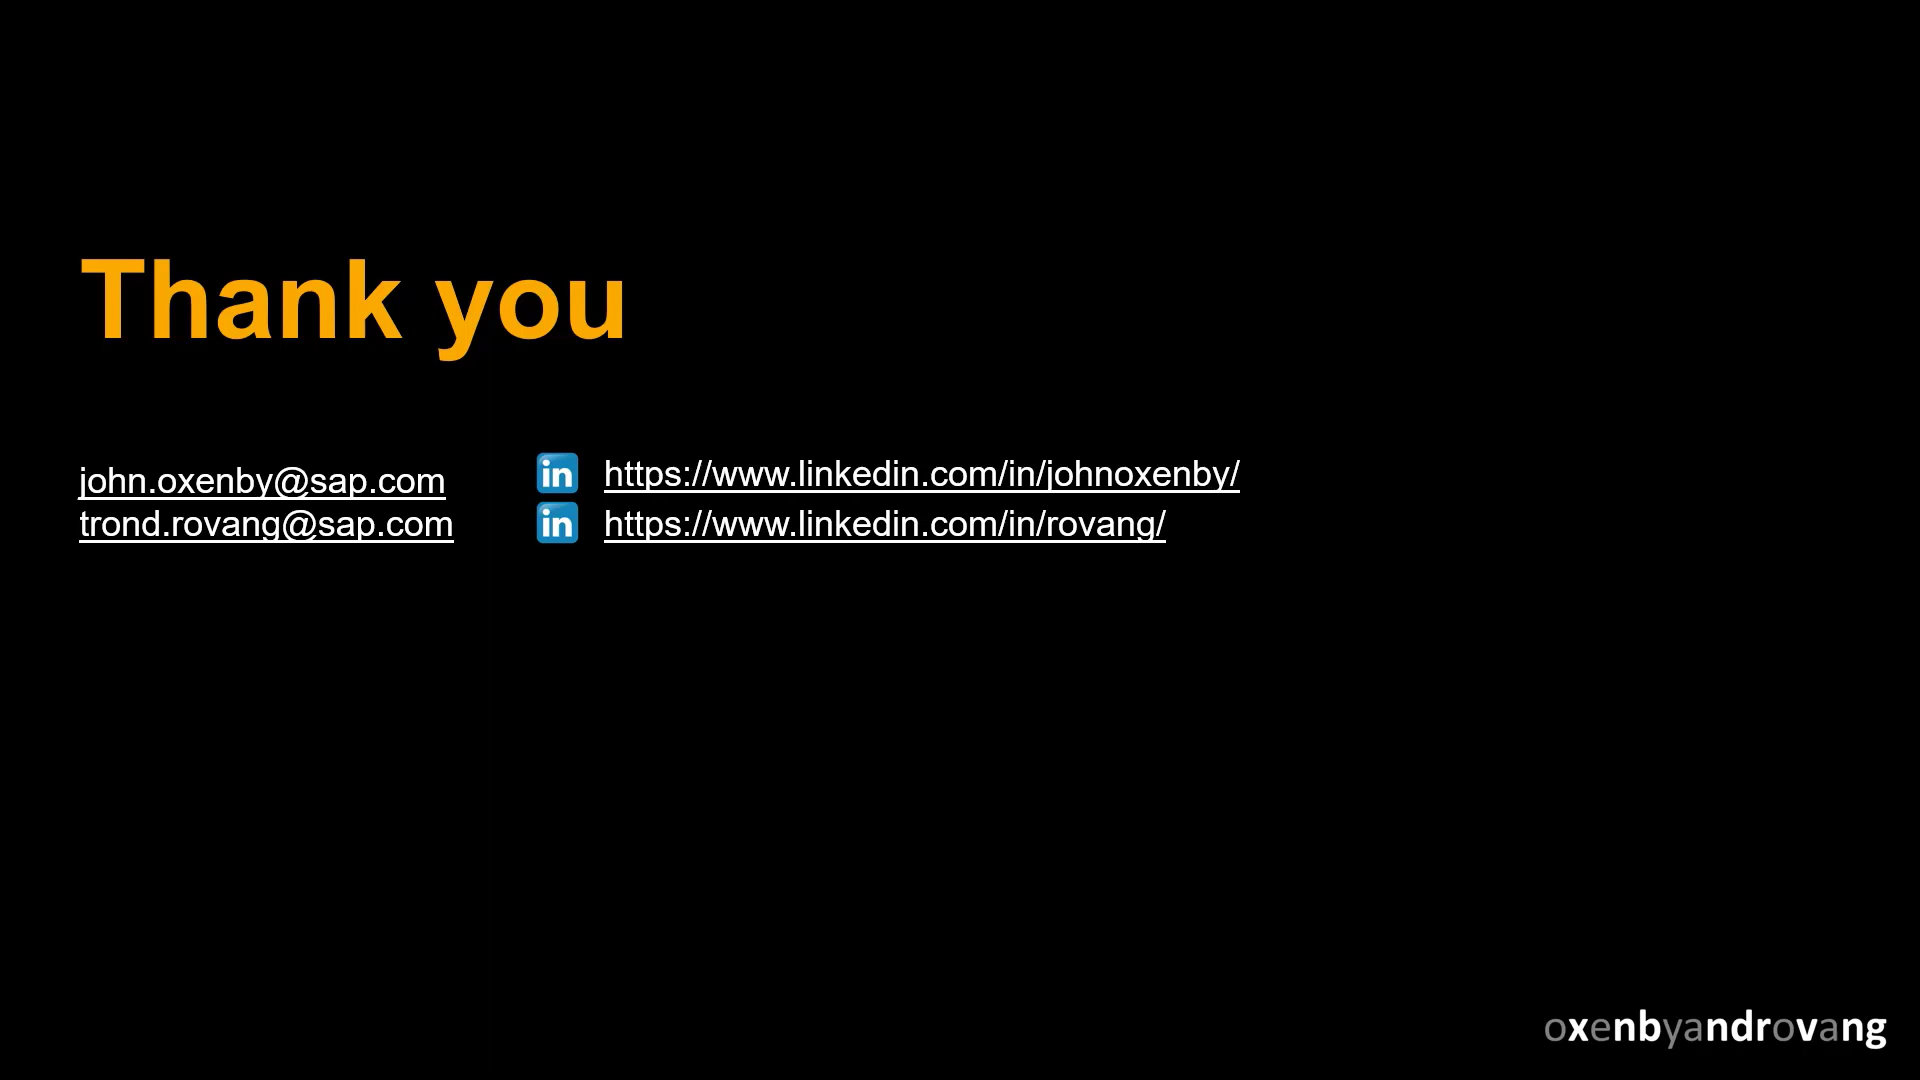 Thank you
john.oxenby@sap.com
trond.rovang@sap.com
in https://www.linkedin.com/in/johnoxenby/
in https://www.linkedin.com/in/rovang/
oxenbyandrovang